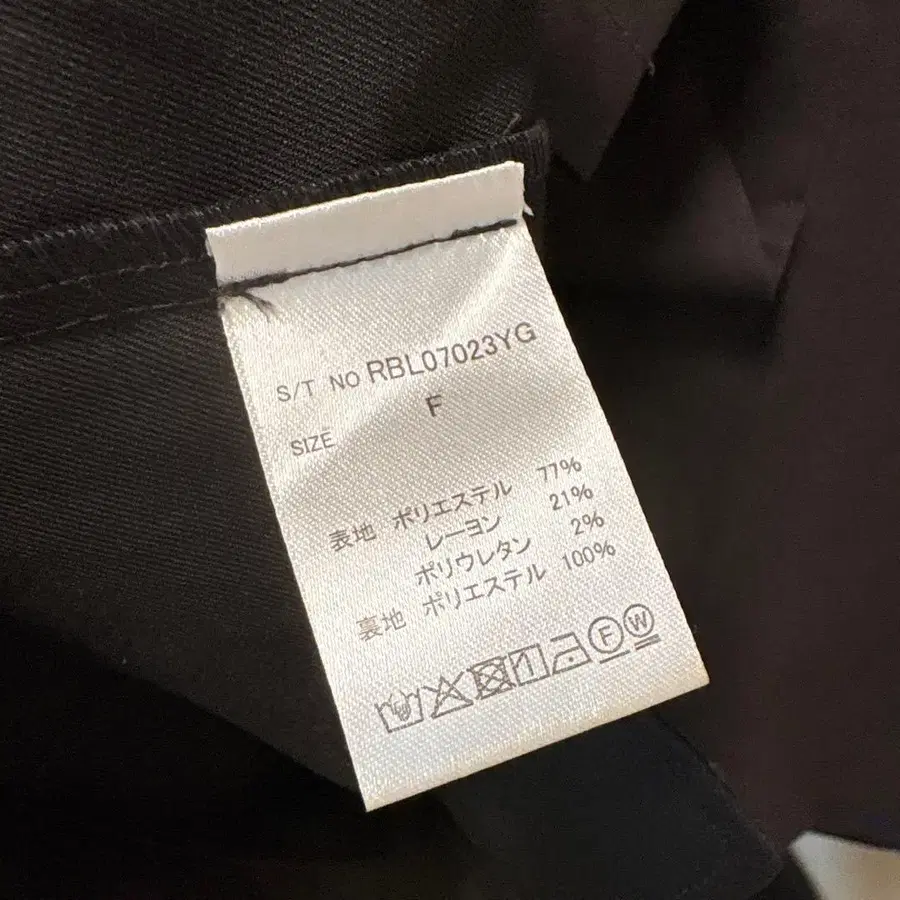 S/T NO RBL07023YG
SIZE F
表地 ポリエステル 77%
レーヨン 21%
ポリウレタン 2%
裏地 ポリエステル 100%
F W